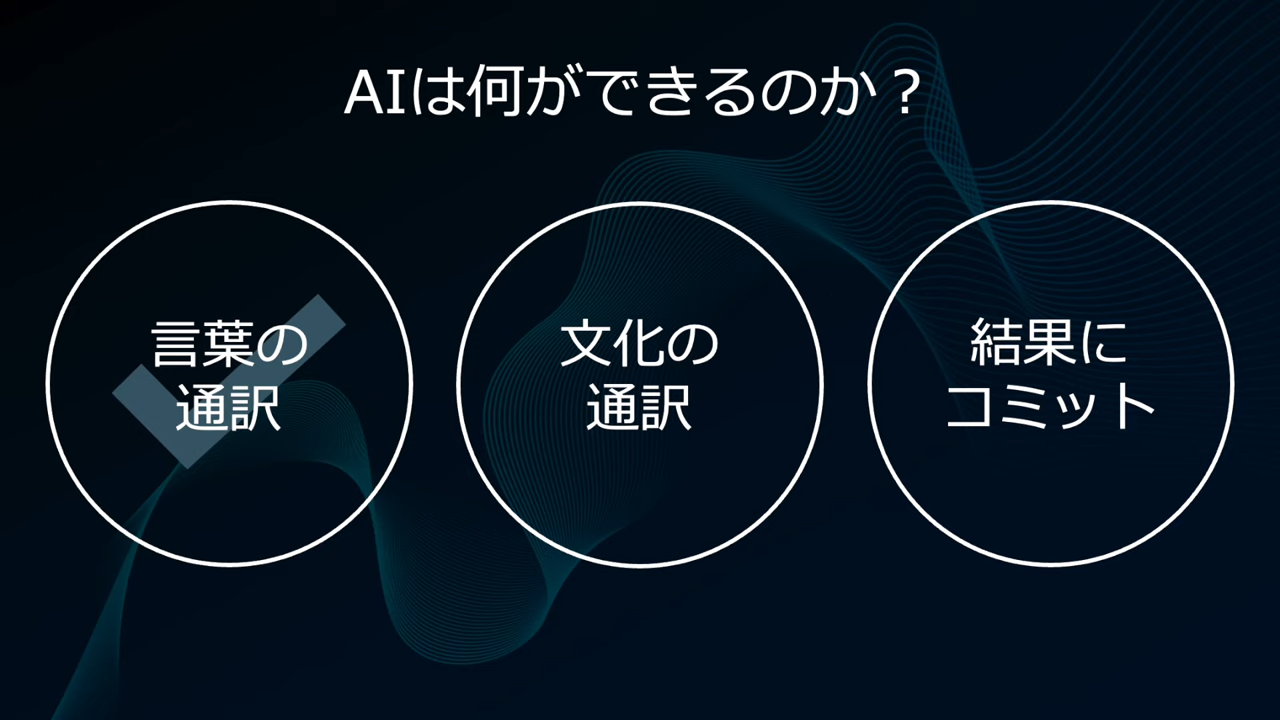 AIは何ができるのか？
言葉の
通訳
文化の
通訳
結果に
コミット